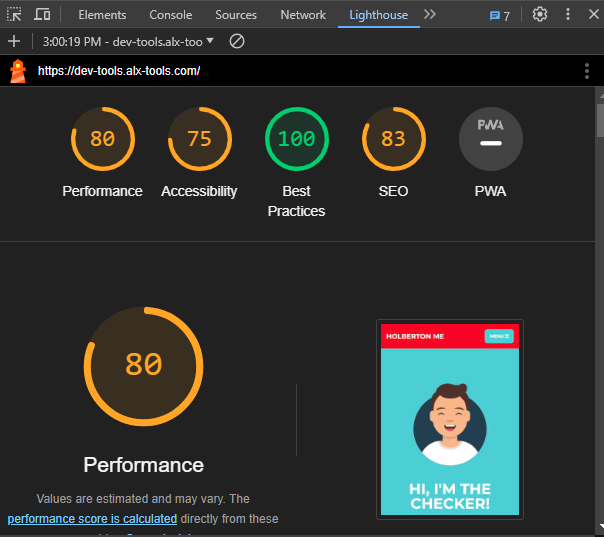 Elements Console Sources Network Lighthouse 7
3:00:19 PM - dev-tools.alx-too
https://dev-tools.alx-tools.com/
80 75 100 83 PWA
Performance Accessibility Best Practices SEO PWA
80
Performance
Values are estimated and may vary. The
performance score is calculated directly from these
HOLBERTON ME MENU
HI, I'M THE
CHECKER!